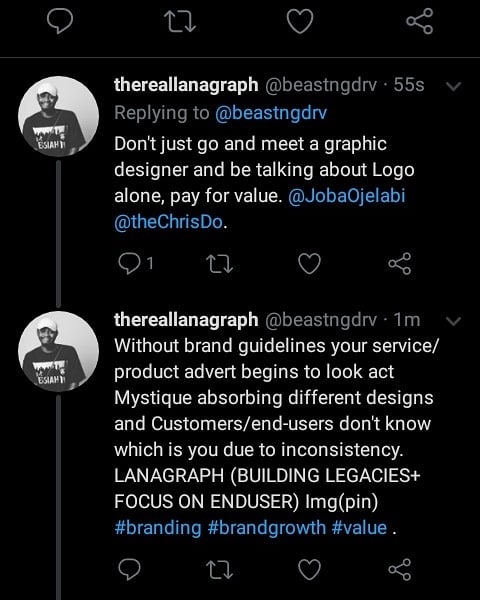 thereallanagraph @beastngdrv · 55s
Replying to @beastngdrv
Don't just go and meet a graphic
designer and be talking about Logo
alone, pay for value. @JobaOjelabi
@theChrisDo.
1
thereallanagraph @beastngdrv · 1m
Without brand guidelines your service/
product advert begins to look act
Mystique absorbing different designs
and Customers/end-users don't know
which is you due to inconsistency.
LANAGRAPH (BUILDING LEGACIES+
FOCUS ON ENDUSER) Img(pin)
#branding #brandgrowth #value .